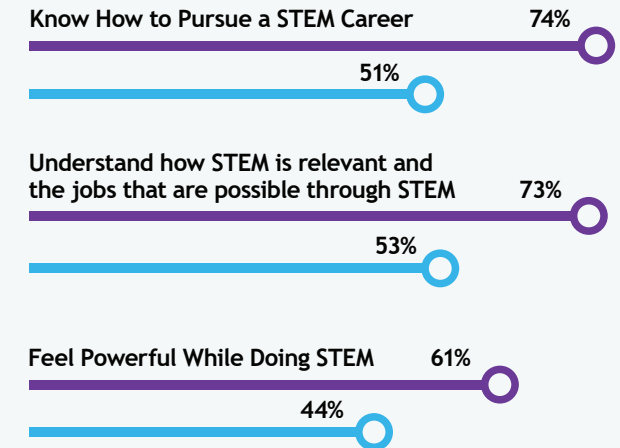 Know How to Pursue a STEM Career 74%
51%
Understand how STEM is relevant and
the jobs that are possible through STEM 73%
53%
Feel Powerful While Doing STEM 61%
44%